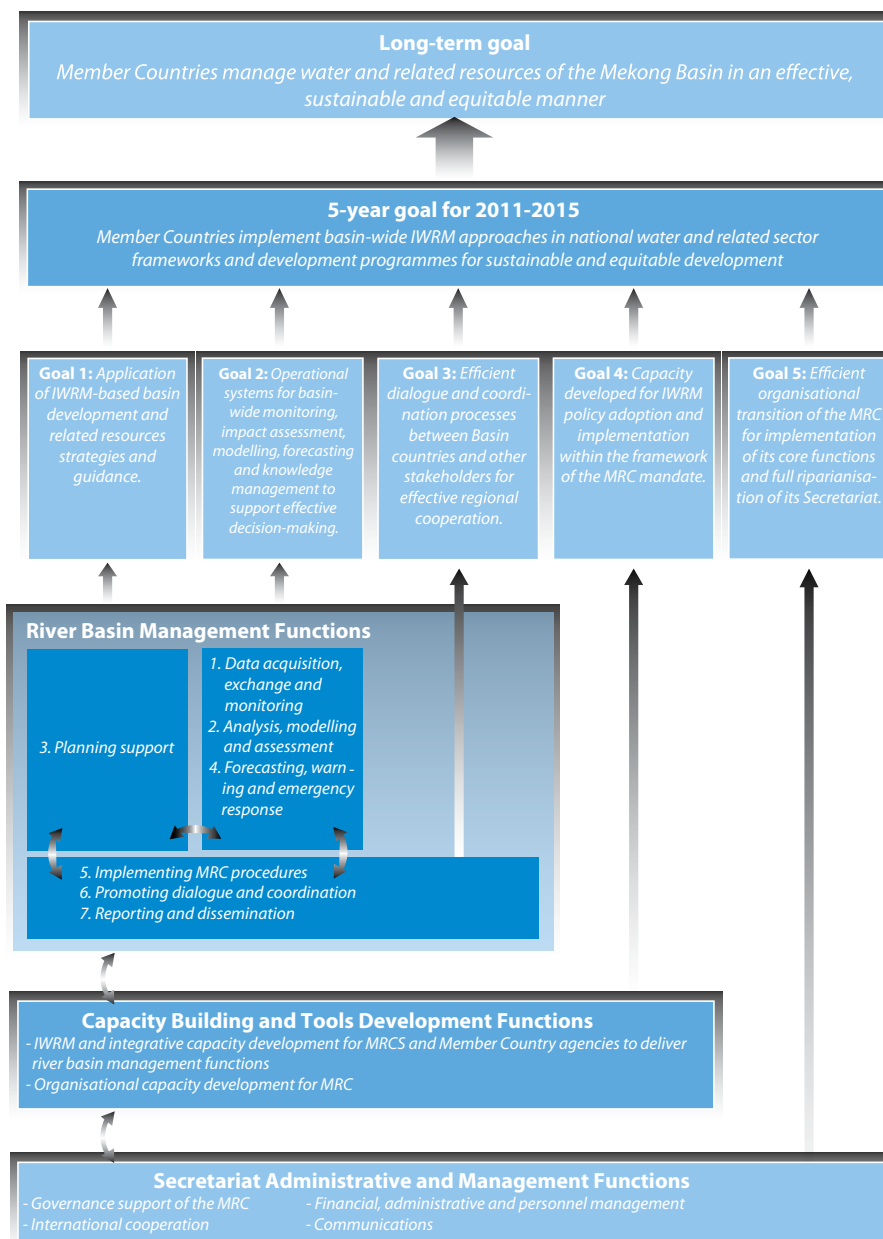 Long-term goal
Member Countries manage water and related resources of the Mekong Basin in an effective,
sustainable and equitable manner
5-year goal for 2011-2015
Member Countries implement basin-wide IWRM approaches in national water and related sector
frameworks and development programmes for sustainable and equitable development
Goal 1: Application
of IWRM-based basin
development and
related resources
strategies and
guidance.
Goal 2: Operational
systems for basin-
wide monitoring,
impact assessment,
modelling, forecasting
and knowledge
management to
support effective
decision-making.
Goal 3: Efficient
dialogue and coordi-
nation processes
between Basin
countries and other
stakeholders for
effective regional
cooperation.
Goal 4: Capacity
developed for IWRM
policy adoption and
implementation
within the framework
of the MRC mandate.
Goal 5: Efficient
organisational
transition of the MRC
for implementation
of its core functions
and full riparianisa-
tion of its Secretariat.
River Basin Management Functions
3. Planning support
1. Data acquisition,
exchange and
monitoring
2. Analysis, modelling
and assessment
4. Forecasting, warn -
ing and emergency
response
5. Implementing MRC procedures
6. Promoting dialogue and coordination
7. Reporting and dissemination
Capacity Building and Tools Development Functions
- IWRM and integrative capacity development for MRCS and Member Country agencies to deliver
river basin management functions
- Organisational capacity development for MRC
Secretariat Administrative and Management Functions
- Governance support of the MRC
- International cooperation
- Financial, administrative and personnel management
- Communications